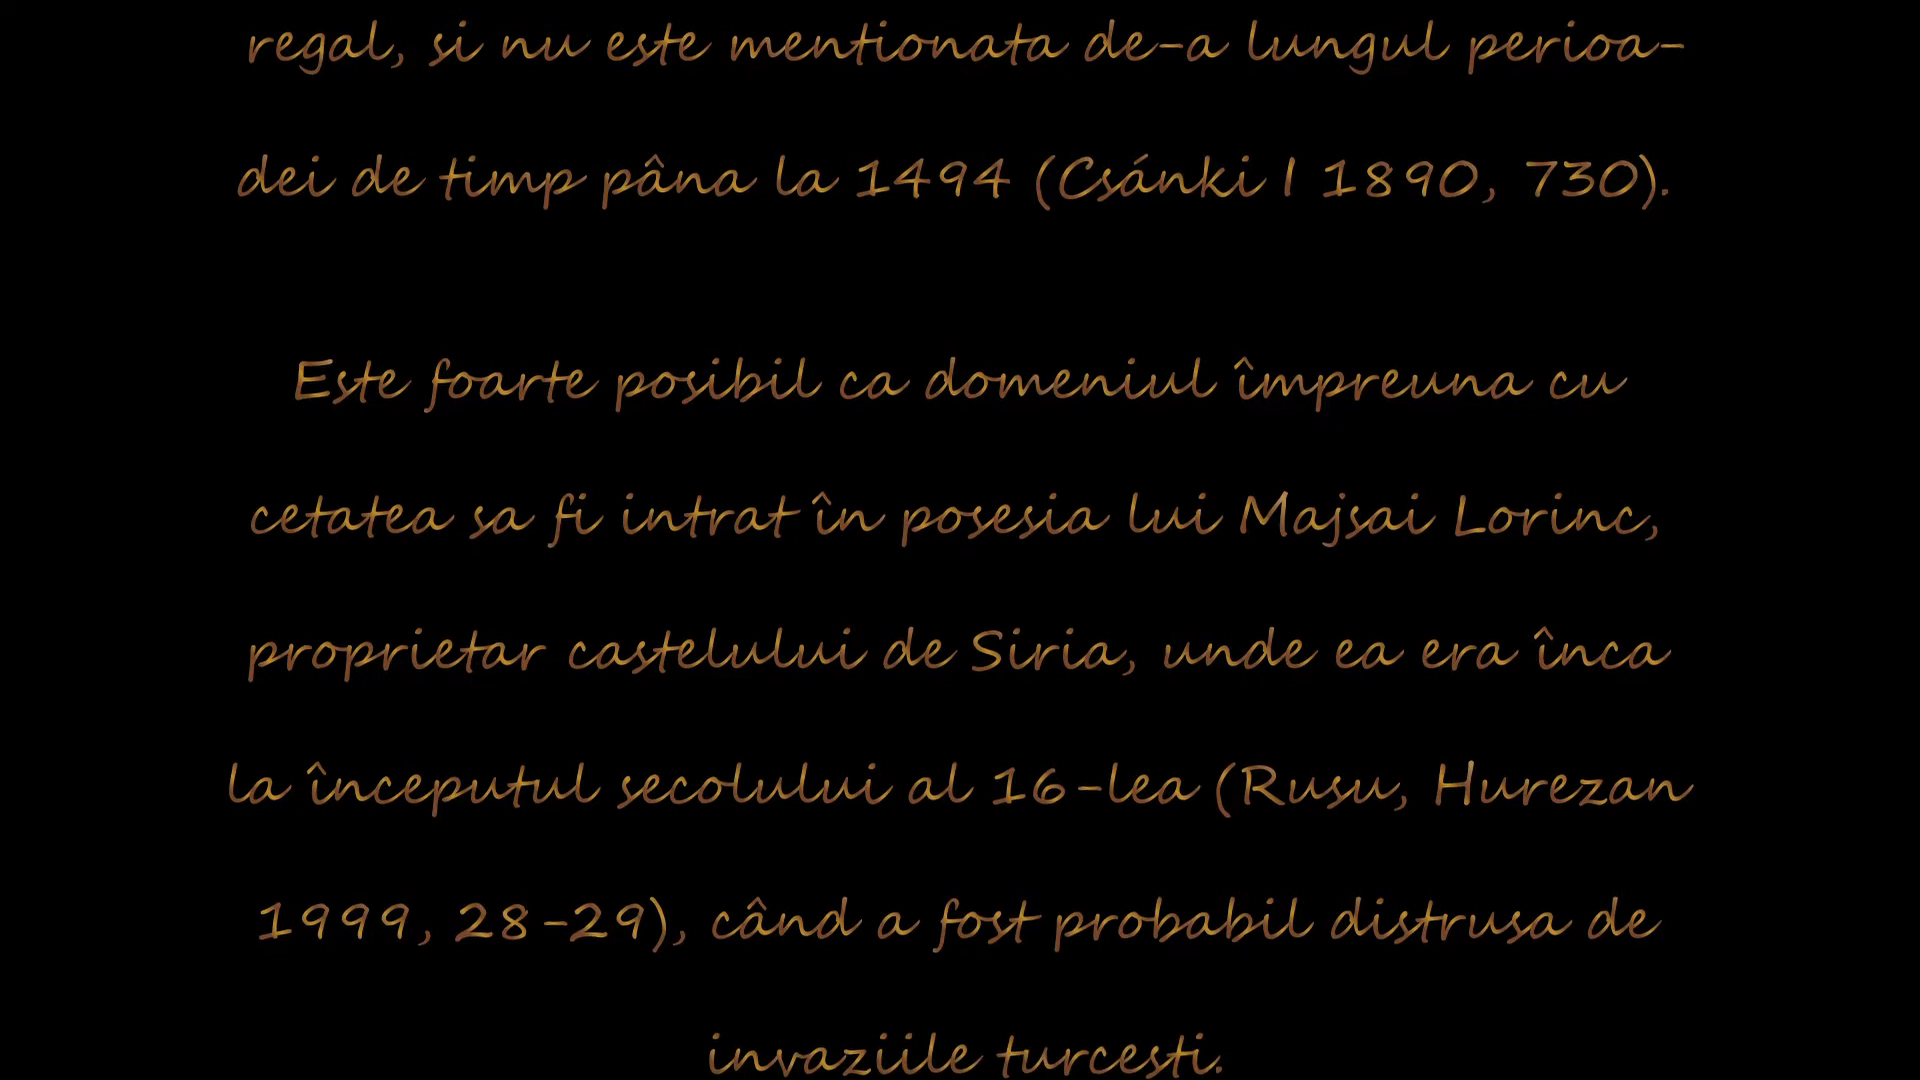 regal, si nu este mentionata de-a lungul perioa-
dei de timp pâna la 1494 (Csánki I 1890, 730).
Este foarte posibil ca domeniul împreuna cu
cetatea sa fi intrat în posesia lui Majsai Lorinc,
proprietar castelului de Siria, unde ea era înca
la începutul secolului al 16-lea (Rusu, Hurezan
1999, 28-29), când a fost probabil distrusa de
invaziile turcesti.